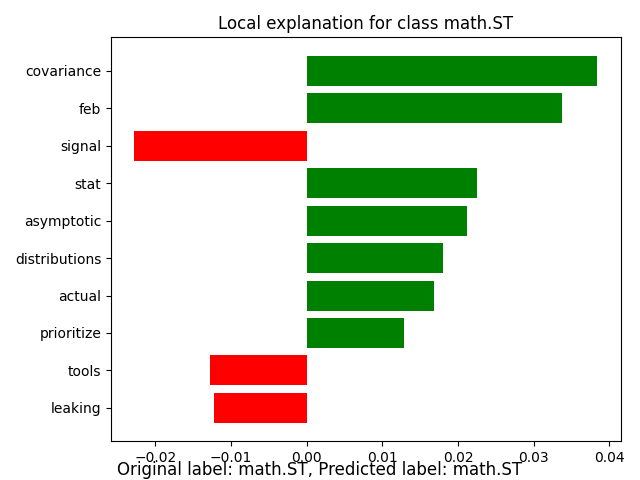 Local explanation for class math.ST
covariance
feb
signal
stat
asymptotic
distributions
actual
prioritize
tools
leaking
−0.02 −0.01 0.00 0.01 0.02 0.03 0.04
Original label: math.ST, Predicted label: math.ST